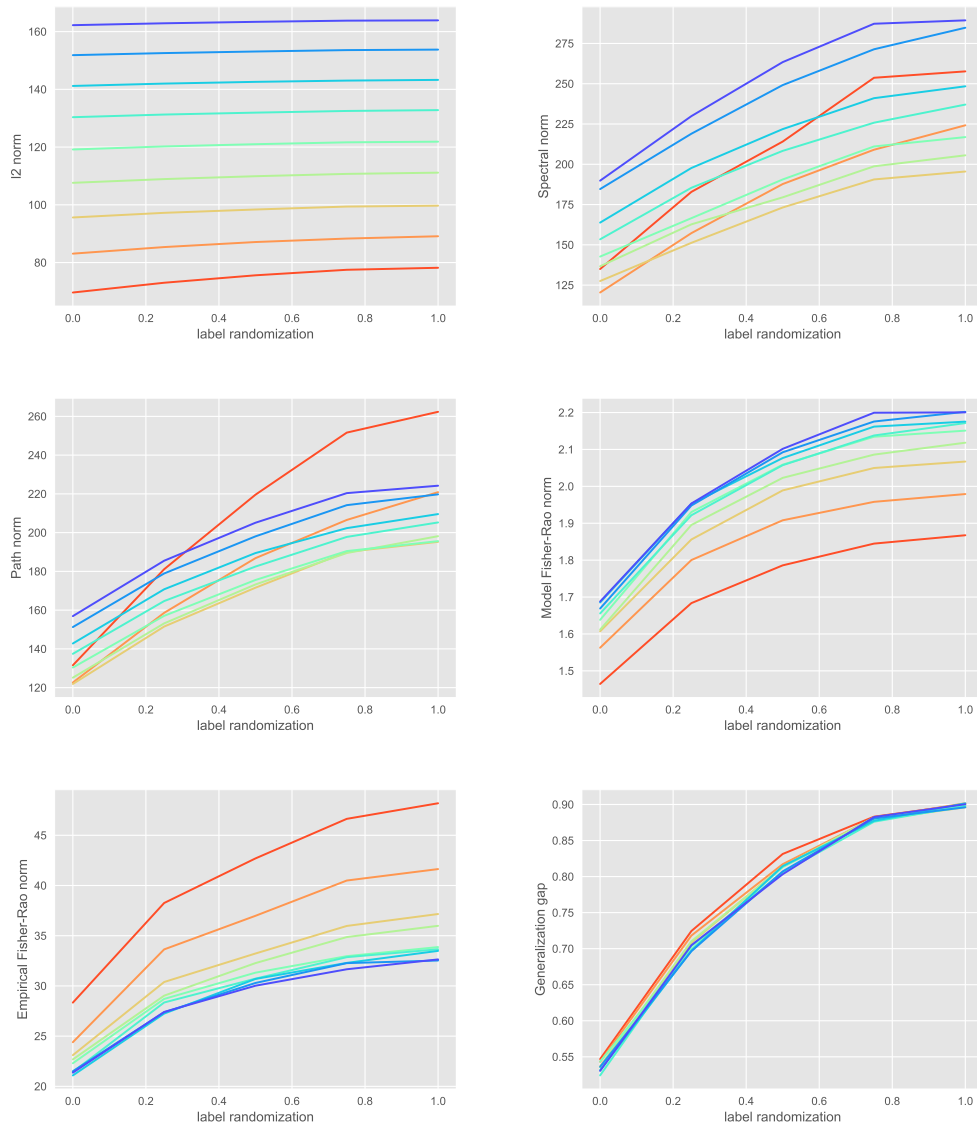 l2 norm
160
140
120
100
80
0.0 0.2 0.4 0.6 0.8 1.0
label randomization
Spectral norm
275
250
225
200
175
150
125
0.0 0.2 0.4 0.6 0.8 1.0
label randomization
Path norm
260
240
220
200
180
160
140
120
0.0 0.2 0.4 0.6 0.8 1.0
label randomization
Model Fisher-Rao norm
2.2
2.1
2.0
1.9
1.8
1.7
1.6
1.5
0.0 0.2 0.4 0.6 0.8 1.0
label randomization
Empirical Fisher-Rao norm
45
40
35
30
25
20
0.0 0.2 0.4 0.6 0.8 1.0
label randomization
Generalization gap
0.90
0.85
0.80
0.75
0.70
0.65
0.60
0.55
0.0 0.2 0.4 0.6 0.8 1.0
label randomization